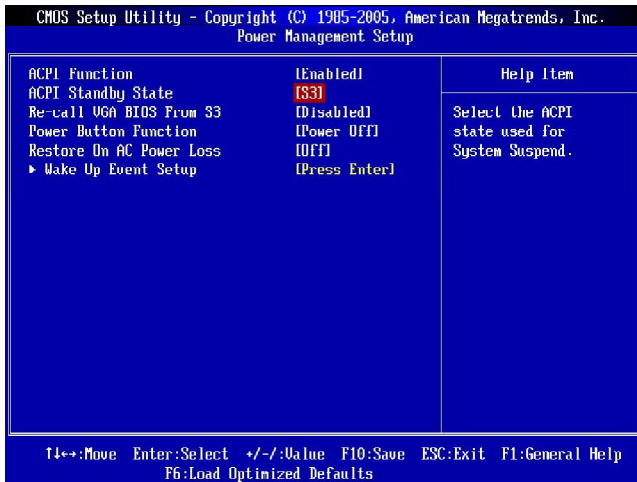 CMOS Setup Utility - Copyright (C) 1985-2005, American Megatrends, Inc.
Power Management Setup
ACPI Function [Enabled]
ACPI Standby State [S3]
Re-call VGA BIOS From S3 [Disabled]
Power Button Function [Power Off]
Restore On AC Power Loss [Off]
▶ Wake Up Event Setup [Press Enter]
Help Item
Select the ACPI
state used for
System Suspend.
↑↓←→:Move Enter:Select +/-/:Value F10:Save ESC:Exit F1:General Help
F6:Load Optimized Defaults